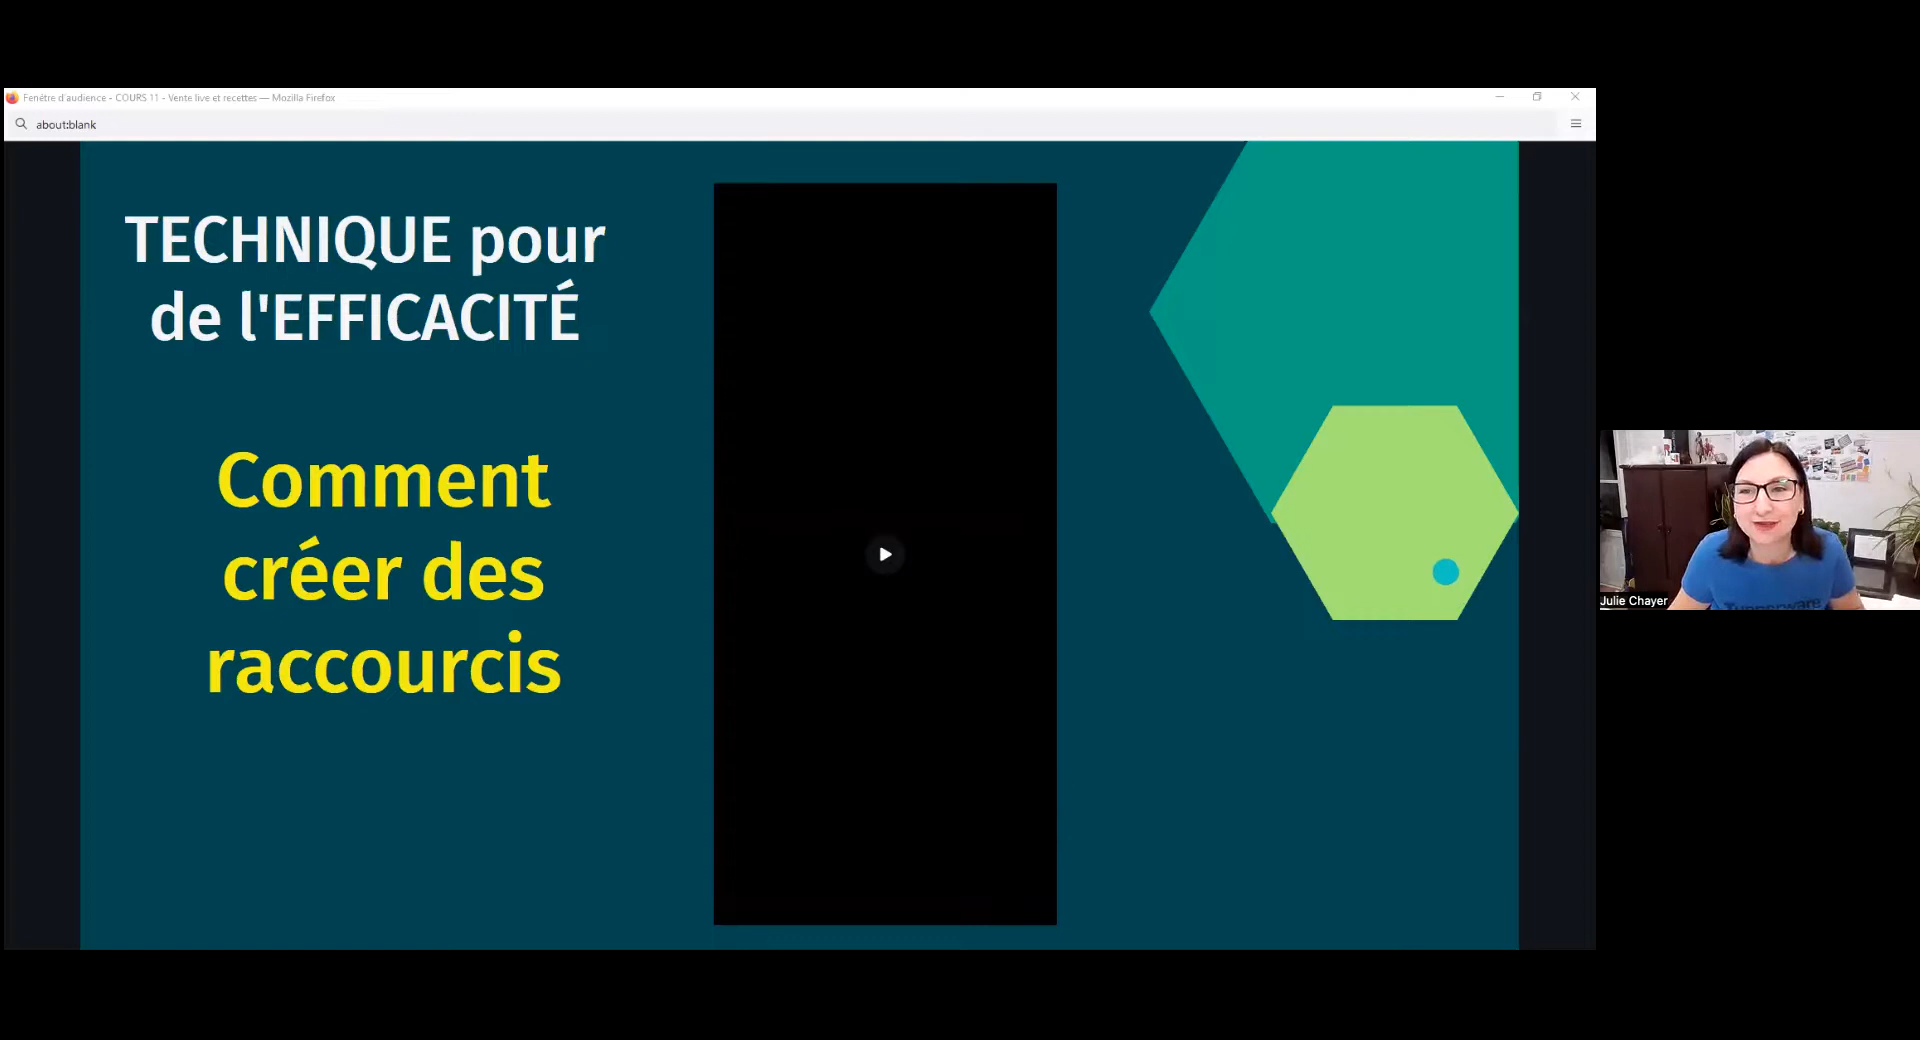 Fenêtre d'audience - COURS 11 - Vente live et recettes — Mozilla Firefox
about:blank
TECHNIQUE pour
de l'EFFICACITÉ
Comment
créer des
raccourcis
Julie Chayer
Tupperware